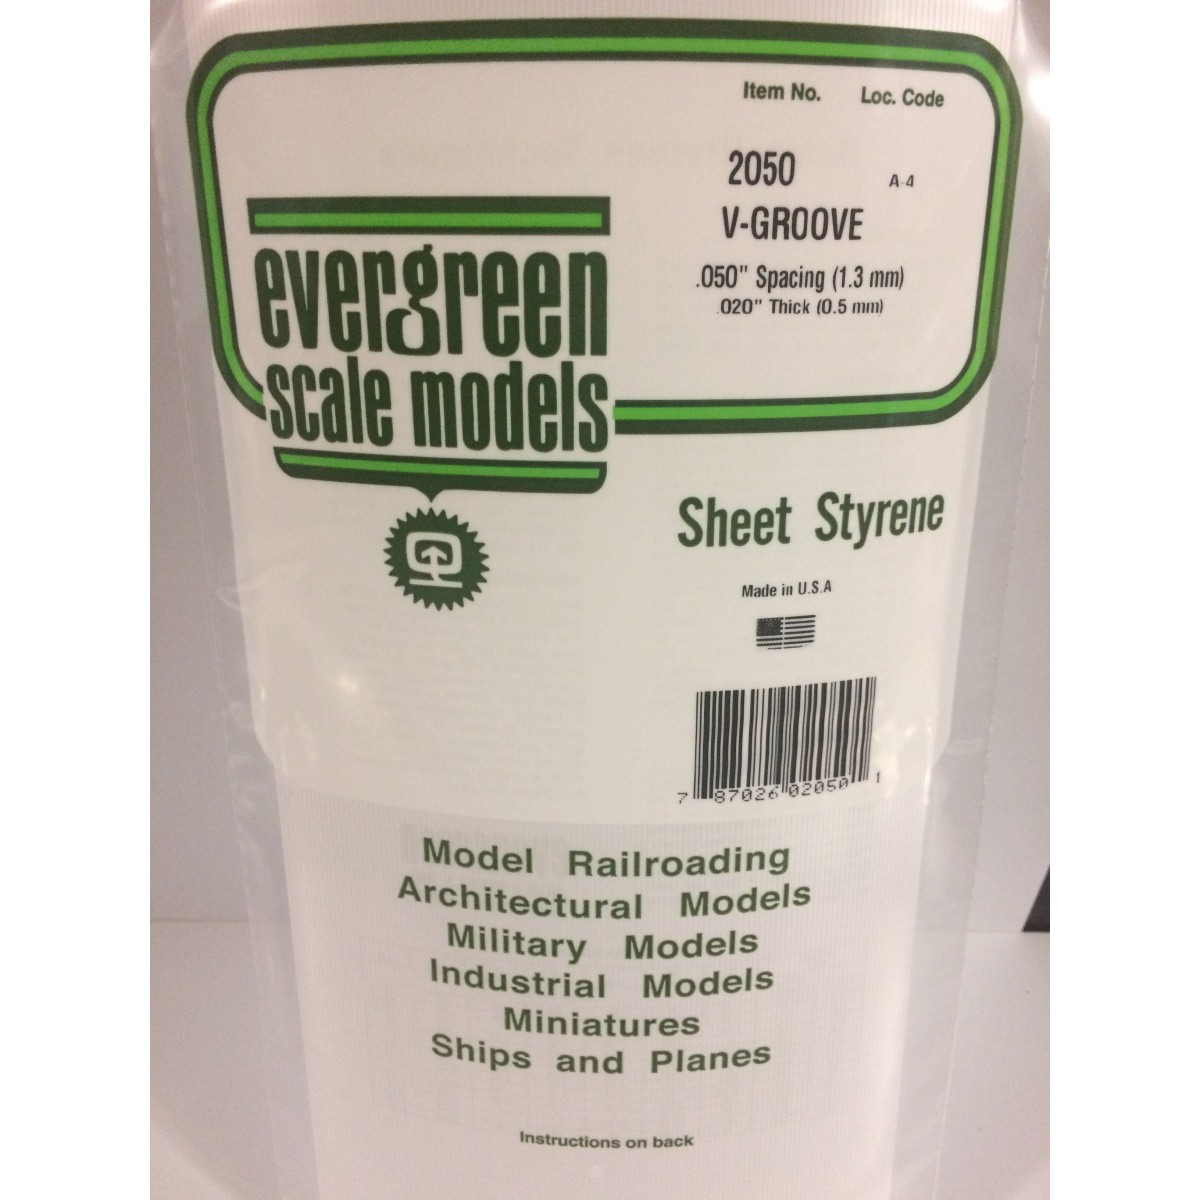 Item No. Loc. Code
2050 A-4
V-GROOVE
.050" Spacing (1.3 mm)
.020" Thick (0.5 mm)
evergreen
scale models
Sheet Styrene
Made in U.S.A
7 87026 02050 1
Model Railroading
Architectural Models
Military Models
Industrial Models
Miniatures
Ships and Planes
Instructions on back